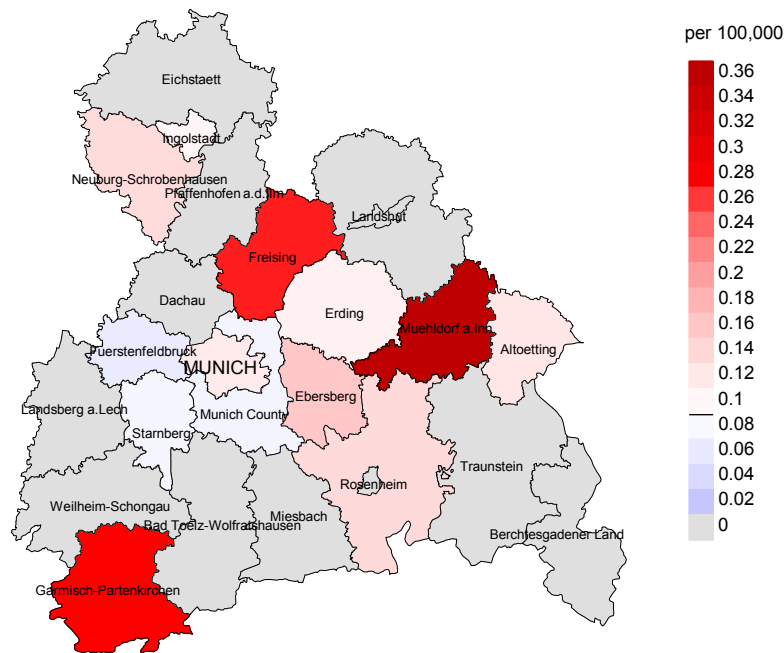 per 100,000
0.36
0.34
0.32
0.3
0.28
0.26
0.24
0.22
0.2
0.18
0.16
0.14
0.12
0.1
0.08
0.06
0.04
0.02
0
Eichstaett
Ingolstadt
Neuburg-Schrobenhausen
Pfaffenhofen a.d.Ilm
Landshut
Freising
Dachau
Erding
Muehldorf a.Inn
Altoetting
Fuerstenfeldbruck
MUNICH
Ebersberg
Landsberg a.Lech
Munich County
Starnberg
Traunstein
Rosenheim
Weilheim-Schongau
Miesbach
Bad Toelz-Wolfratshausen
Berchtesgadener Land
Garmisch-Partenkirchen